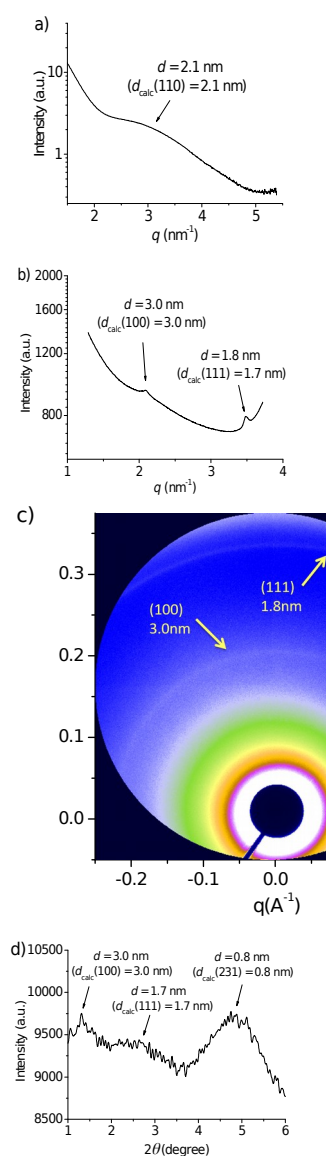 a)
d = 2.1 nm
(dcalc(110) = 2.1 nm)
10
1
Intensity (a.u.)
2 3 4 5
q (nm-1)
b)
2000
1600
1200
800
Intensity (a.u.)
d = 3.0 nm
(dcalc(100) = 3.0 nm)
d = 1.8 nm
(dcalc(111) = 1.7 nm)
1 2 3 4
q (nm-1)
c)
0.3
0.2
0.1
0.0
(111)
1.8nm
(100)
3.0nm
-0.2 -0.1 0.0
q(A-1)
d)
10500
10000
9500
9000
8500
Intensity (a.u.)
d = 3.0 nm
(dcalc(100) = 3.0 nm)
d = 1.7 nm
(dcalc(111) = 1.7 nm)
d = 0.8 nm
(dcalc(231) = 0.8 nm)
1 2 3 4 5 6
2θ(degree)